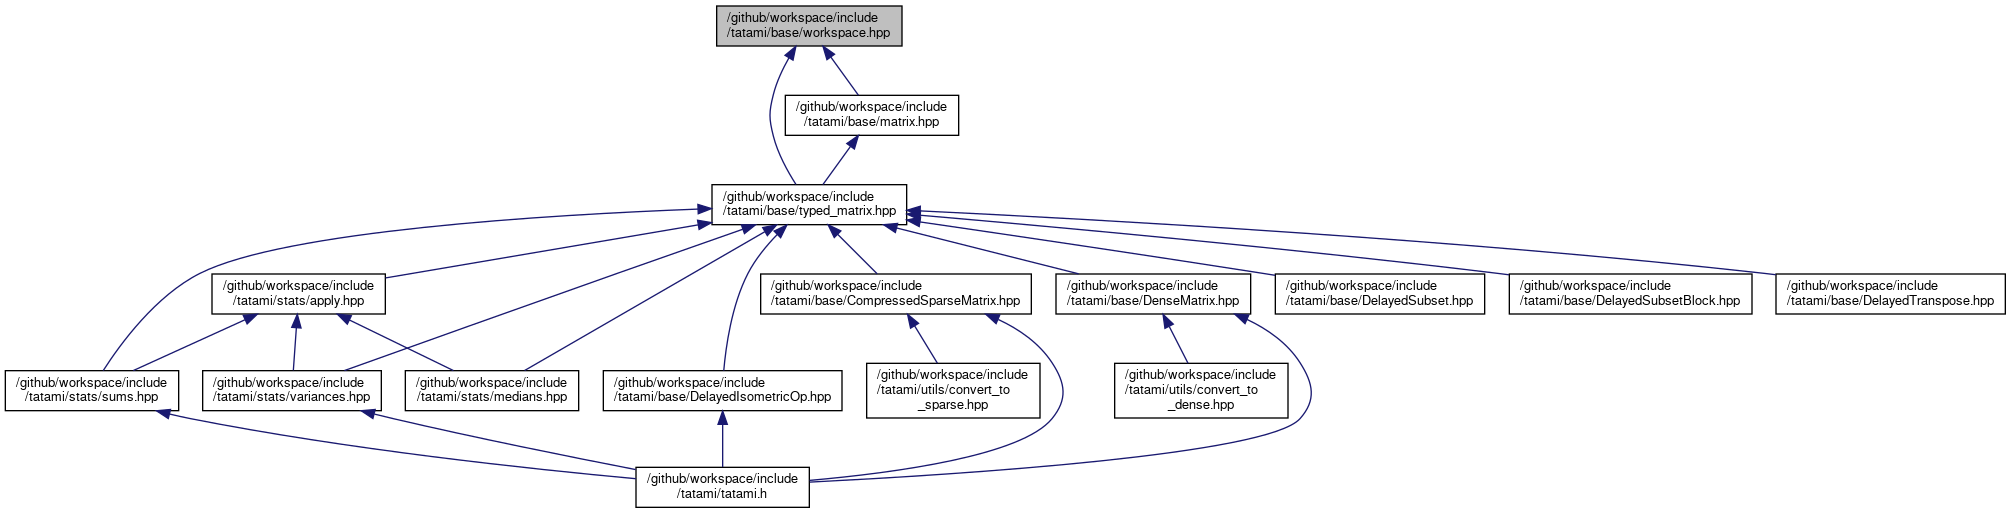 /github/workspace/include
/tatami/base/workspace.hpp
/github/workspace/include
/tatami/base/matrix.hpp
/github/workspace/include
/tatami/base/typed_matrix.hpp
/github/workspace/include
/tatami/stats/apply.hpp
/github/workspace/include
/tatami/base/CompressedSparseMatrix.hpp
/github/workspace/include
/tatami/base/DenseMatrix.hpp
/github/workspace/include
/tatami/base/DelayedSubset.hpp
/github/workspace/include
/tatami/base/DelayedSubsetBlock.hpp
/github/workspace/include
/tatami/base/DelayedTranspose.hpp
/github/workspace/include
/tatami/stats/sums.hpp
/github/workspace/include
/tatami/stats/variances.hpp
/github/workspace/include
/tatami/stats/medians.hpp
/github/workspace/include
/tatami/base/DelayedIsometricOp.hpp
/github/workspace/include
/tatami/utils/convert_to
_sparse.hpp
/github/workspace/include
/tatami/utils/convert_to
_dense.hpp
/github/workspace/include
/tatami/tatami.h